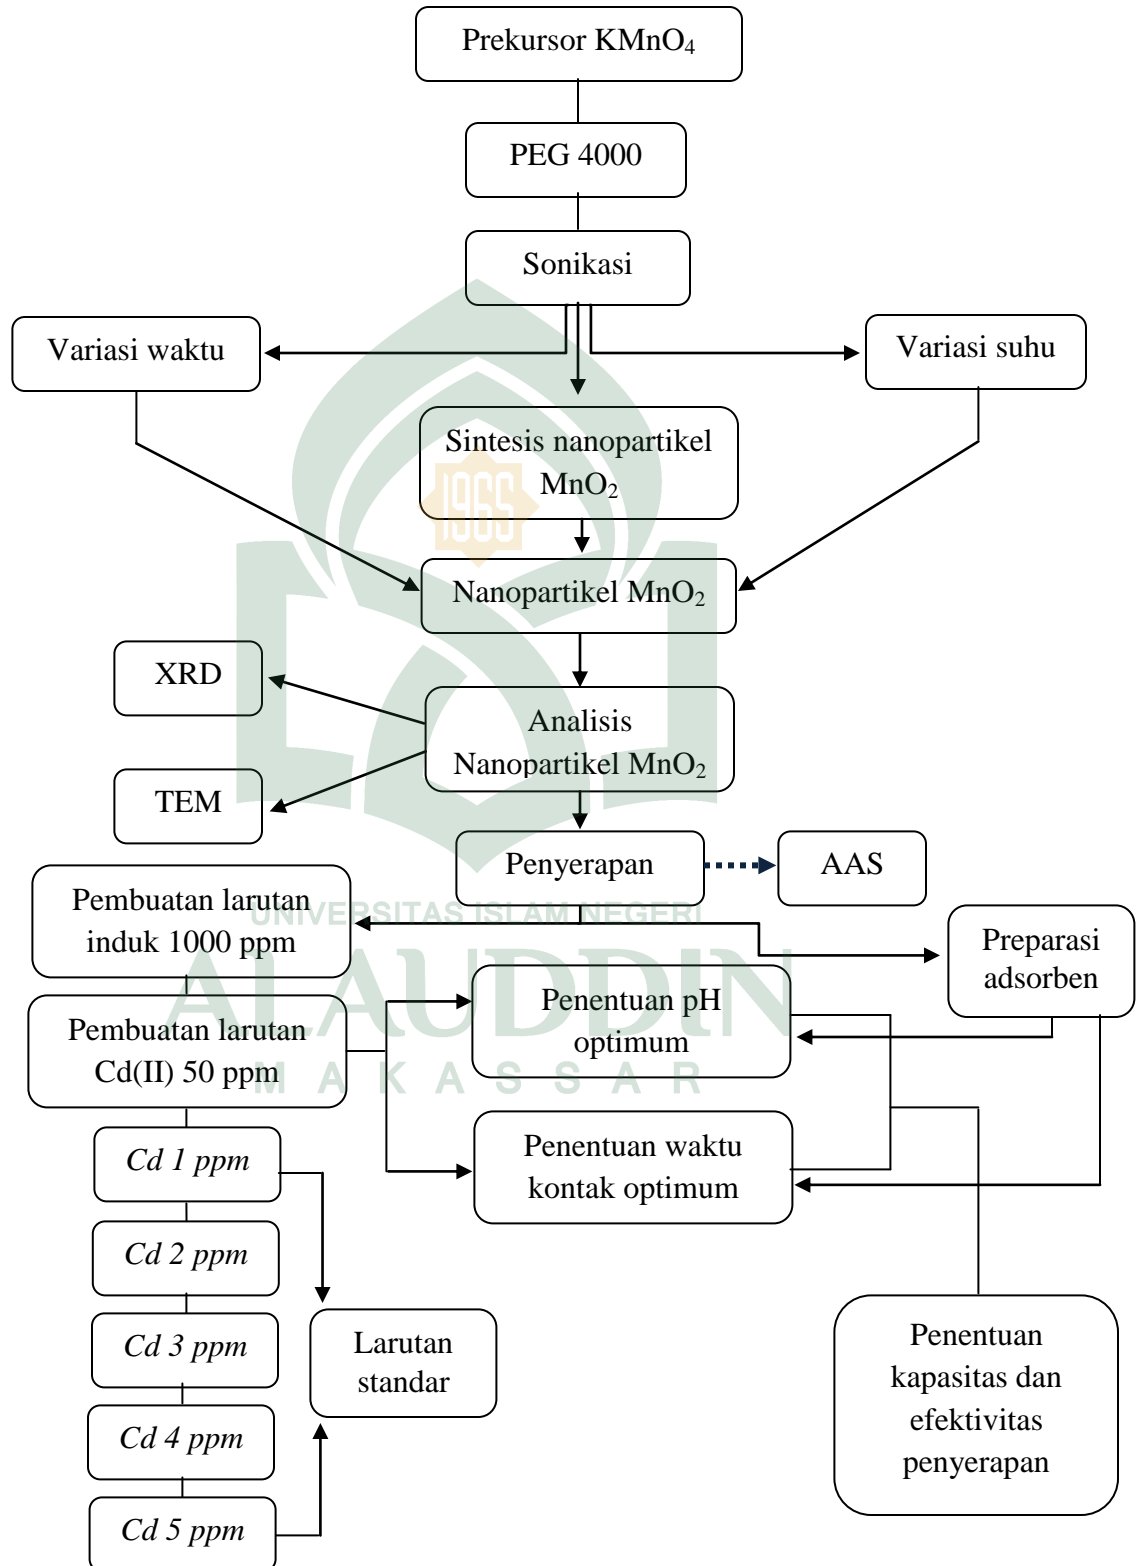 Prekursor KMnO₄
PEG 4000
Sonikasi
Variasi waktu
Variasi suhu
Sintesis nanopartikel
MnO₂
1965
Nanopartikel MnO₂
XRD
Analisis
Nanopartikel MnO₂
TEM
Penyerapan
AAS
Pembuatan larutan
induk 1000 ppm
UNIVERSITAS ISLAM NEGERI
ALAUDDIN
MAKASSAR
Preparasi
adsorben
Penentuan pH
optimum
Pembuatan larutan
Cd(II) 50 ppm
Penentuan waktu
kontak optimum
Cd 1 ppm
Cd 2 ppm
Cd 3 ppm
Cd 4 ppm
Cd 5 ppm
Larutan
standar
Penentuan
kapasitas dan
efektivitas
penyerapan